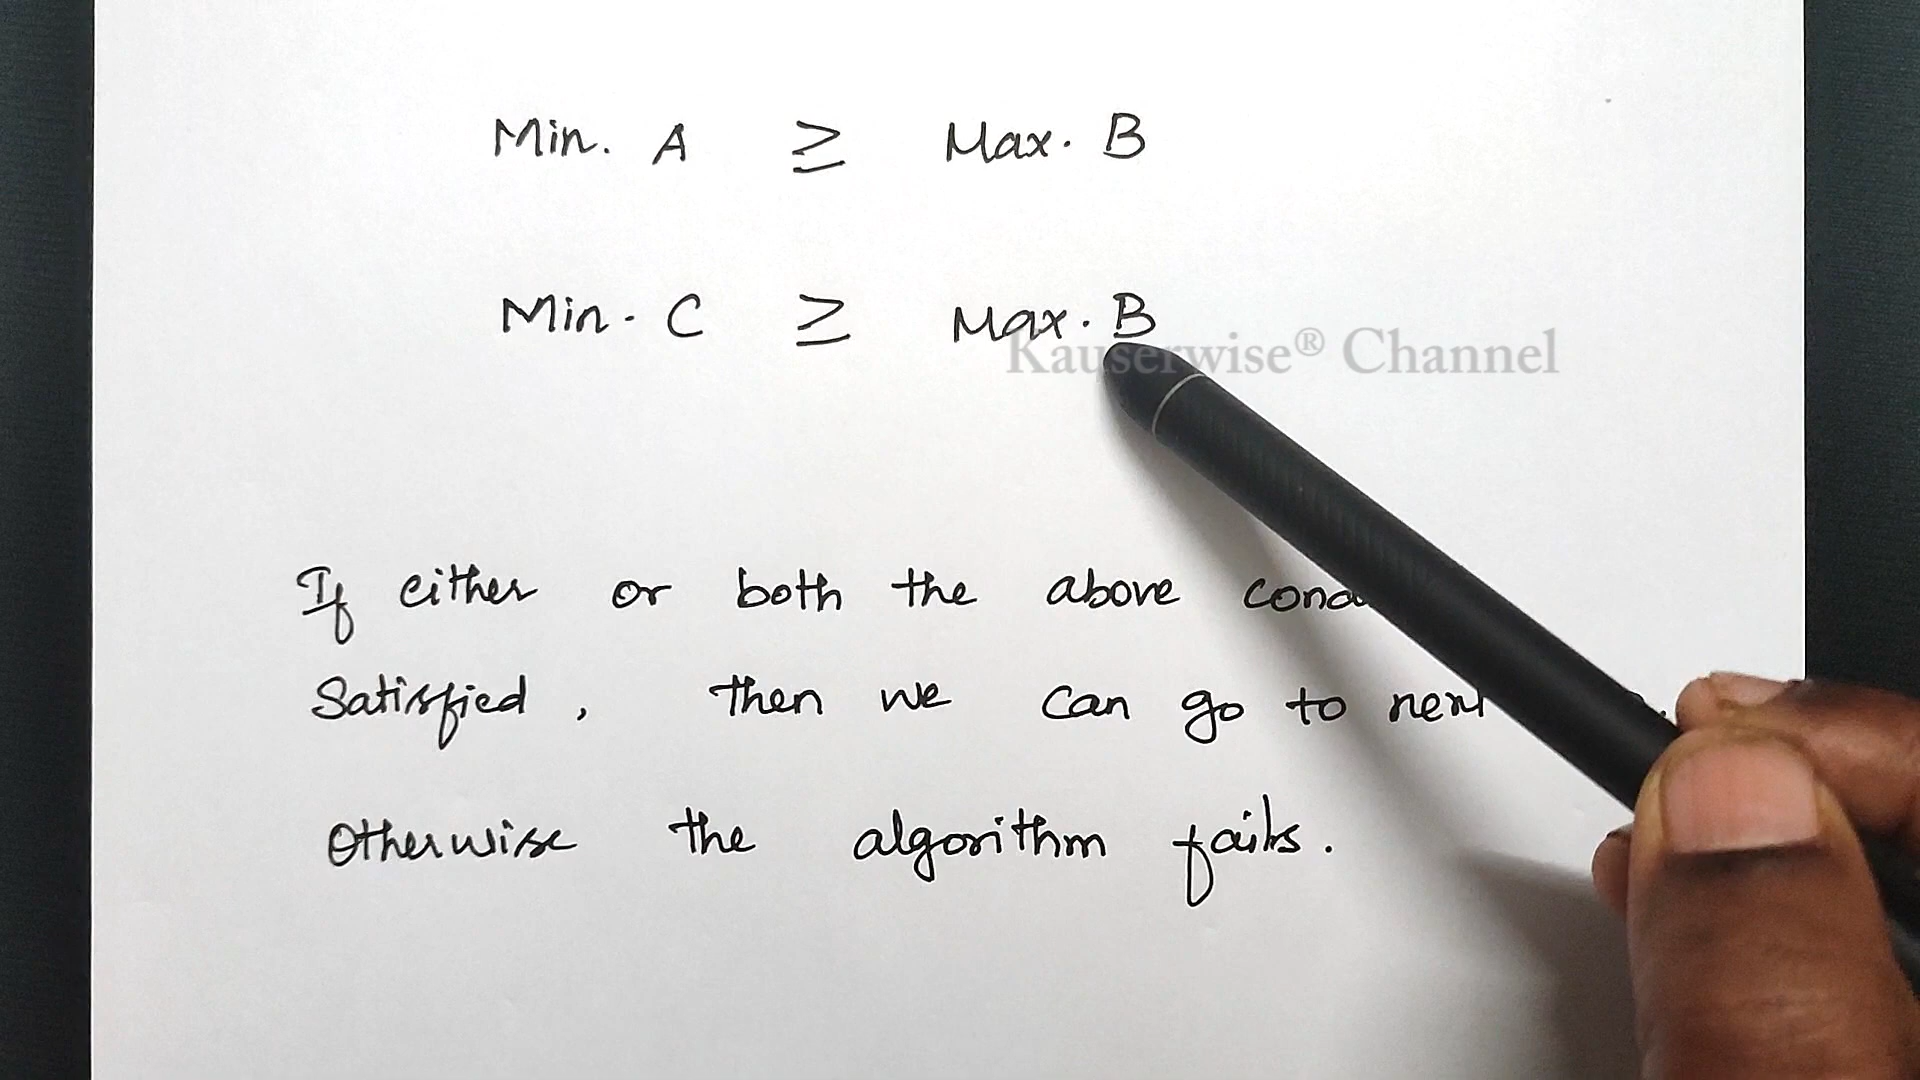 Min. A ≥ Max. B
Min. C ≥ Max. B
Kauserwise® Channel
If either or both the above
Satisfied, then we can go to
Otherwise the algorithm fails.